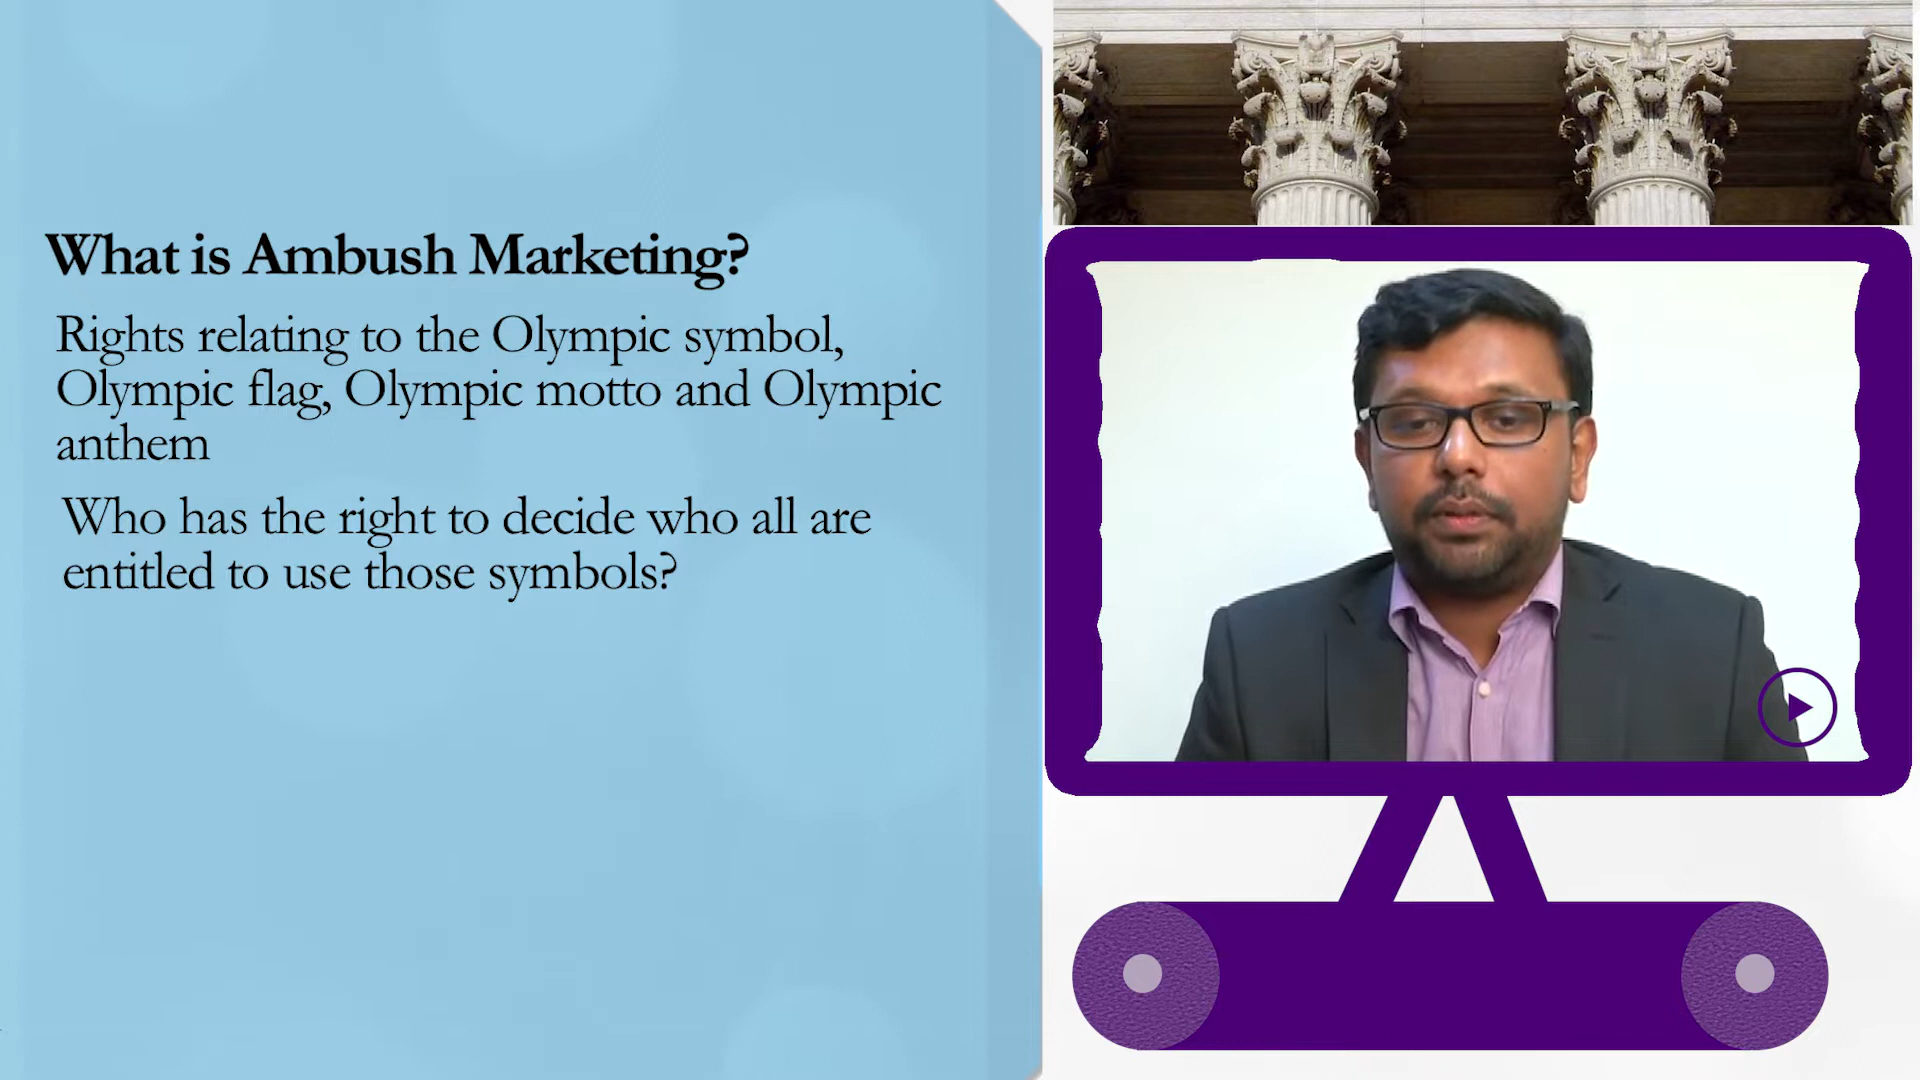 What is Ambush Marketing?
Rights relating to the Olympic symbol,
Olympic flag, Olympic motto and Olympic
anthem
Who has the right to decide who all are
entitled to use those symbols?